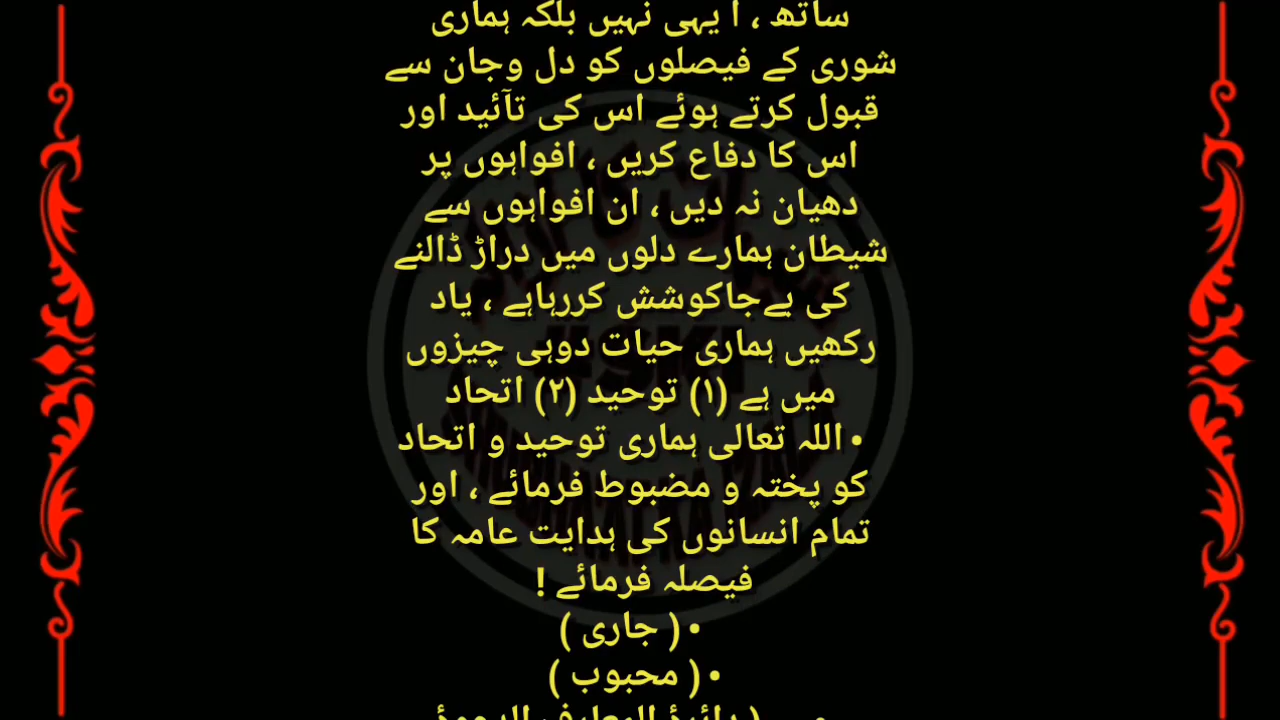 ساتھ ، ا یہی نہیں بلکہ ہماری
شوری کے فیصلوں کو دل وجان سے
قبول کرتے ہوئے اس کی تآئید اور
اس کا دفاع کریں ، افواہوں پر
دھیان نہ دیں ، ان افواہوں سے
شیطان ہمارے دلوں میں دراڑ ڈالنے
کی بےجاکوشش کررہاہے ، یاد
رکھیں ہماری حیات دوہی چیزوں
میں ہے (۱) توحید (۲) اتحاد
• اللہ تعالی ہماری توحید و اتحاد
کو پختہ و مضبوط فرمائے ، اور
تمام انسانوں کی ہدایت عامہ کا
فیصلہ فرمائے !
• ( جاری )
• ( محبوب )